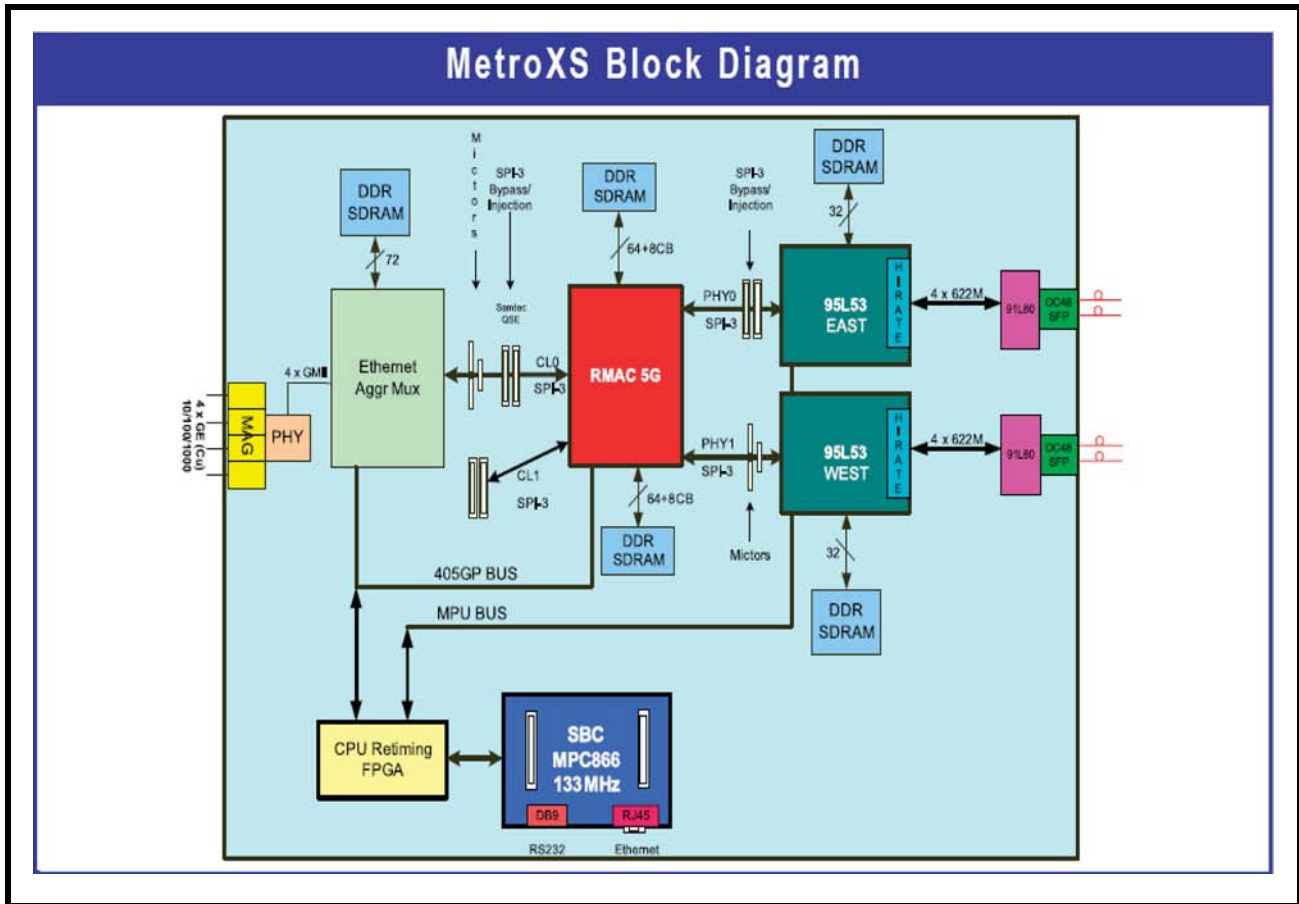 MetroXS Block Diagram
Mictors
SPI-3
Bypass/
Injection
DDR
SDRAM
72
DDR
SDRAM
64+8CB
SPI-3
Bypass/
Injection
DDR
SDRAM
32
Ethernet
Aggr Mux
Samtec
QSE
CL0
SPI-3
RMAC 5G
PHY0
SPI-3
95L53
EAST
HIRATE
4 x 622M
91L80
OC48
SFP
4 x GMII
4 x GE (Cu)
10/100/1000
MAG
PHY
CL1
SPI-3
PHY1
SPI-3
Mictors
95L53
WEST
HIRATE
4 x 622M
91L80
OC48
SFP
64+8CB
DDR
SDRAM
32
DDR
SDRAM
405GP BUS
MPU BUS
CPU Retiming
FPGA
SBC
MPC866
133MHz
DB9
RJ45
RS232
Ethernet